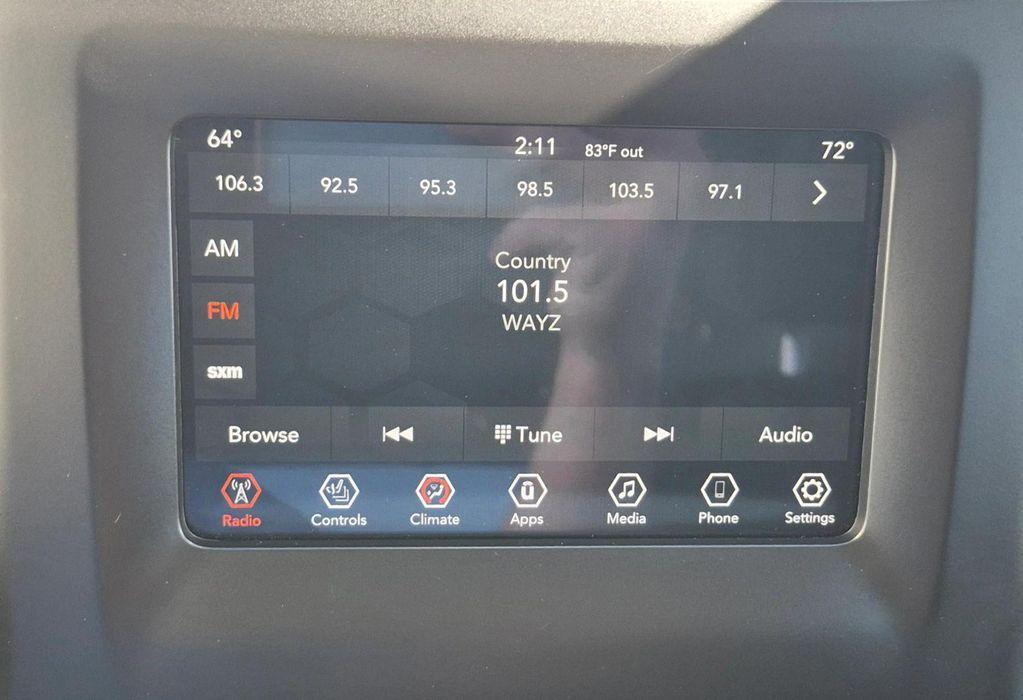 64° 2:11 83°F out 72°
106.3 92.5 95.3 98.5 103.5 97.1
AM
Country
101.5
FM
WAYZ
sxm
Browse Tune Audio
Radio Controls Climate Apps Media Phone Settings